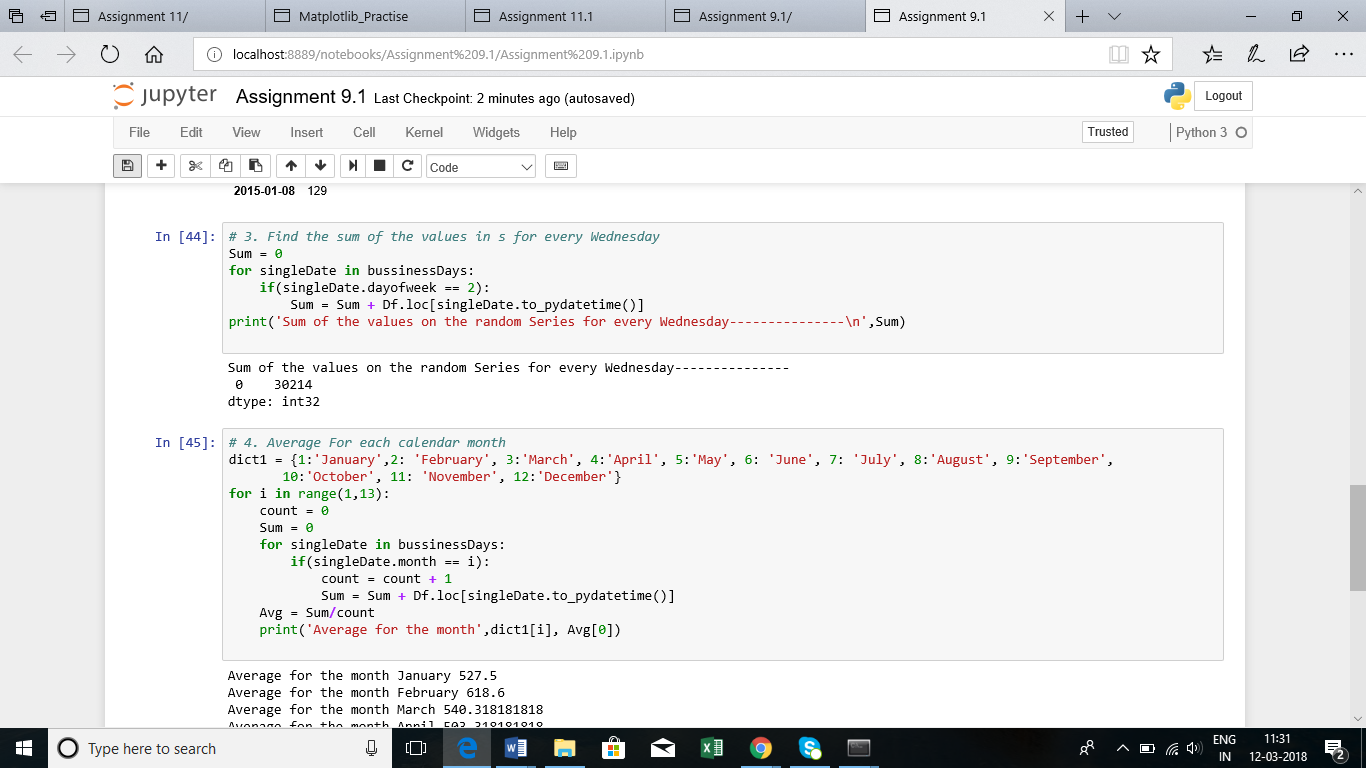 Assignment 11/
Matplotlib_Practise
Assignment 11.1
Assignment 9.1/
Assignment 9.1
localhost:8889/notebooks/Assignment%209.1/Assignment%209.1.ipynb
jupyter Assignment 9.1 Last Checkpoint: 2 minutes ago (autosaved)
Logout
File Edit View Insert Cell Kernel Widgets Help
Trusted
Python 3
Code
2015-01-08 129
In [44]: # 3. Find the sum of the values in s for every Wednesday
Sum = 0
for singleDate in bussinessDays:
    if(singleDate.dayofweek == 2):
        Sum = Sum + Df.loc[singleDate.to_pydatetime()]
print('Sum of the values on the random Series for every Wednesday---------------\n',Sum)
Sum of the values on the random Series for every Wednesday---------------
 0    30214
dtype: int32
In [45]: # 4. Average For each calendar month
dict1 = {1:'January',2: 'February', 3:'March', 4:'April', 5:'May', 6: 'June', 7: 'July', 8:'August', 9:'September',
       10:'October', 11: 'November', 12:'December'}
for i in range(1,13):
    count = 0
    Sum = 0
    for singleDate in bussinessDays:
        if(singleDate.month == i):
            count = count + 1
            Sum = Sum + Df.loc[singleDate.to_pydatetime()]
    Avg = Sum/count
    print('Average for the month',dict1[i], Avg[0])
Average for the month January 527.5
Average for the month February 618.6
Average for the month March 540.318181818
Average for the month April 503.318181818
Type here to search
ENG
IN
11:31
12-03-2018
2